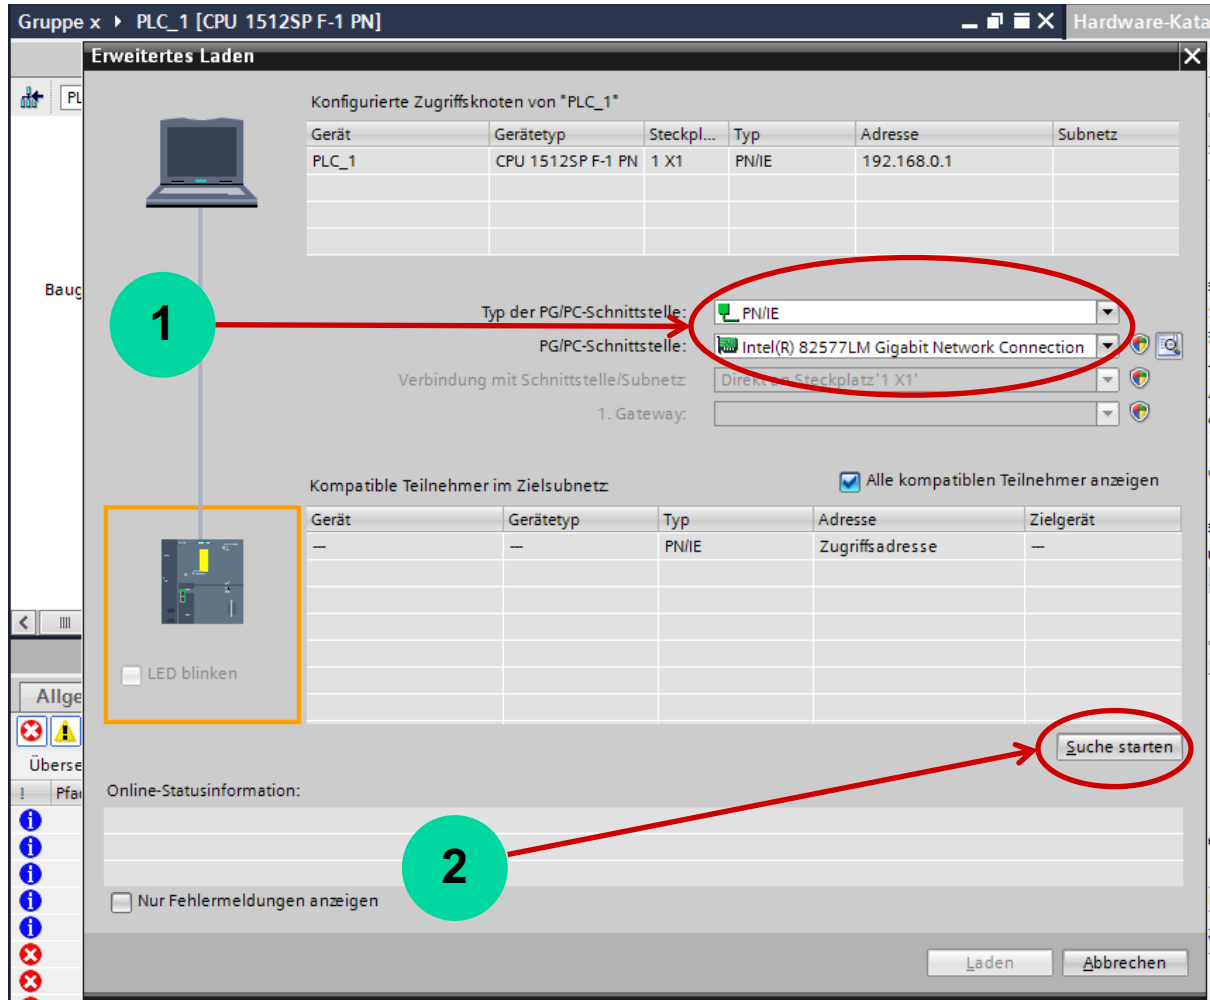 Gruppe x ▸ PLC_1 [CPU 1512SP F-1 PN]
Hardware-Kata
Erweitertes Laden
PL
Konfigurierte Zugriffsknoten von "PLC_1"
Gerät Gerätetyp Steckpl... Typ Adresse Subnetz
PLC_1 CPU 1512SP F-1 PN 1 X1 PN/IE 192.168.0.1
Baug
1
Typ der PG/PC-Schnittstelle: PN/IE
PG/PC-Schnittstelle: Intel(R) 82577LM Gigabit Network Connection
Verbindung mit Schnittstelle/Subnetz: Direkt an Steckplatz '1 X1'
1. Gateway:
Kompatible Teilnehmer im Zielsubnetz:
Alle kompatiblen Teilnehmer anzeigen
Gerät Gerätetyp Typ Adresse Zielgerät
— — PN/IE Zugriffsadresse —
LED blinken
Allge
Suche starten
Überse
! Pfa
Online-Statusinformation:
2
Nur Fehlermeldungen anzeigen
Laden Abbrechen